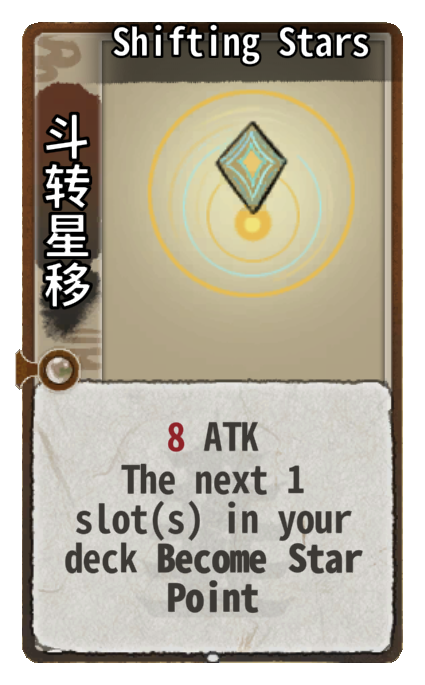 Shifting Stars
斗转星移
8 ATK
The next 1
slot(s) in your
deck Become Star
Point